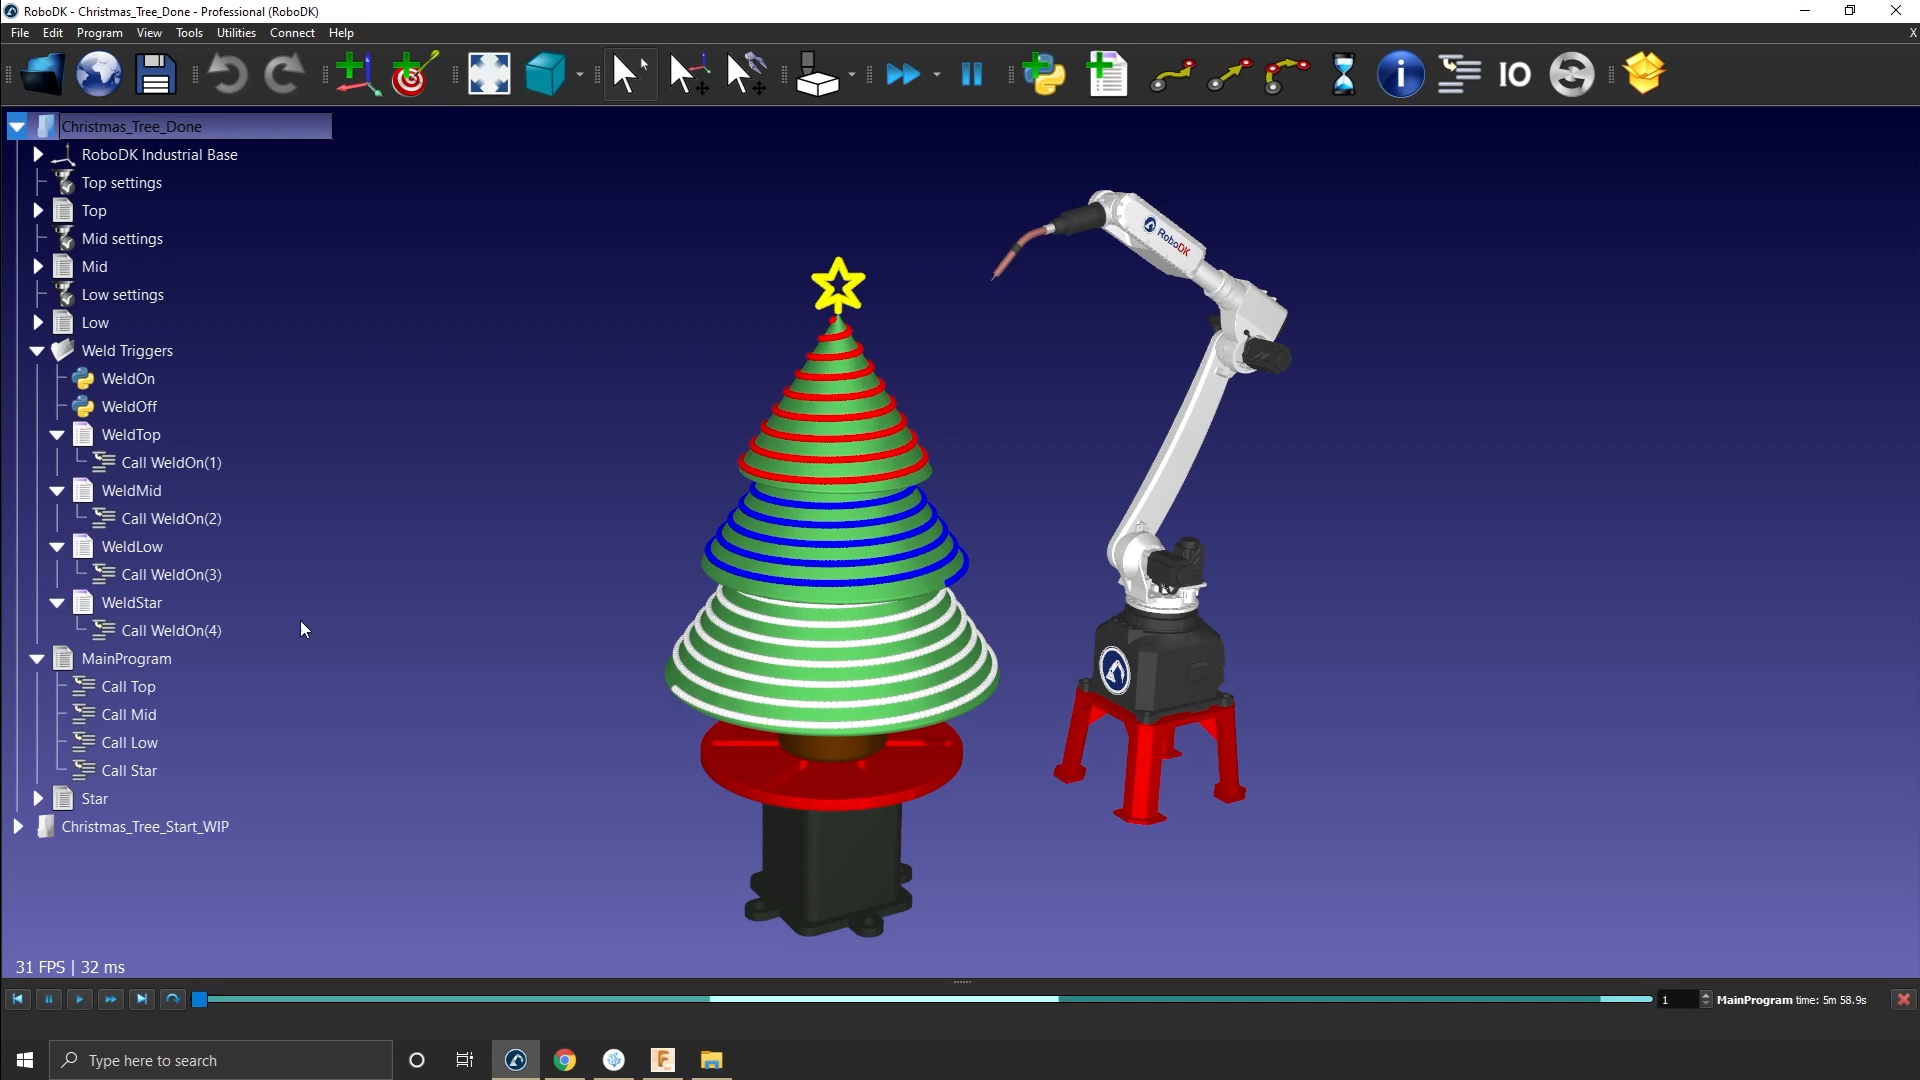 RoboDK - Christmas_Tree_Done - Professional (RoboDK)
File Edit Program View Tools Utilities Connect Help
X
IO
Christmas_Tree_Done
RoboDK Industrial Base
Top settings
Top
Mid settings
Mid
Low settings
Low
Weld Triggers
WeldOn
WeldOff
WeldTop
Call WeldOn(1)
WeldMid
Call WeldOn(2)
WeldLow
Call WeldOn(3)
WeldStar
Call WeldOn(4)
MainProgram
Call Top
Call Mid
Call Low
Call Star
Star
Christmas_Tree_Start_WIP
RoboDK
31 FPS | 32 ms
1
MainProgram time: 5m 58.9s
Type here to search
F